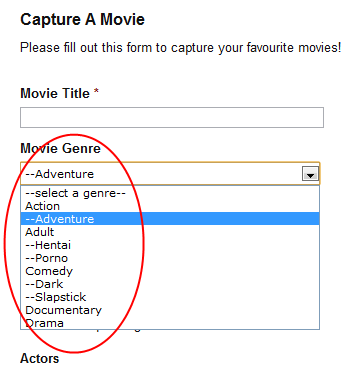 Capture A Movie
Please fill out this form to capture your favourite movies!
Movie Title *
Movie Genre
--Adventure
--select a genre--
Action
--Adventure
Adult
--Hentai
--Porno
Comedy
--Dark
--Slapstick
Documentary
Drama
Actors